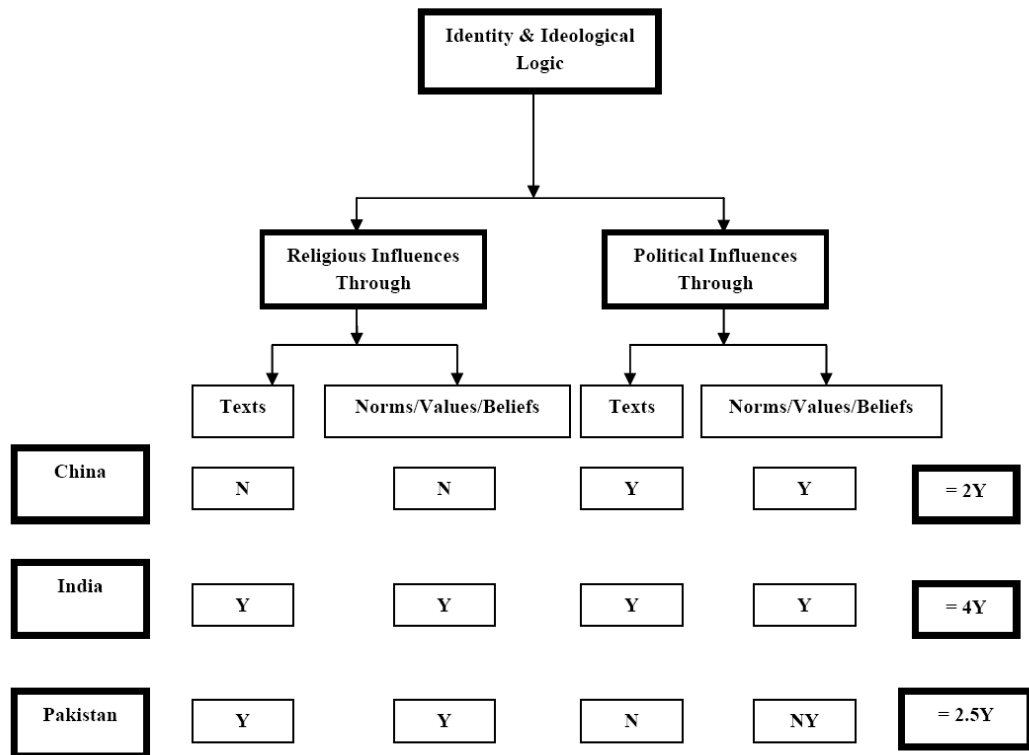 Identity & Ideological
Logic
Religious Influences
Through
Political Influences
Through
Texts
Norms/Values/Beliefs
Texts
Norms/Values/Beliefs
China
N
N
Y
Y
= 2Y
India
Y
Y
Y
Y
= 4Y
Pakistan
Y
Y
N
NY
= 2.5Y